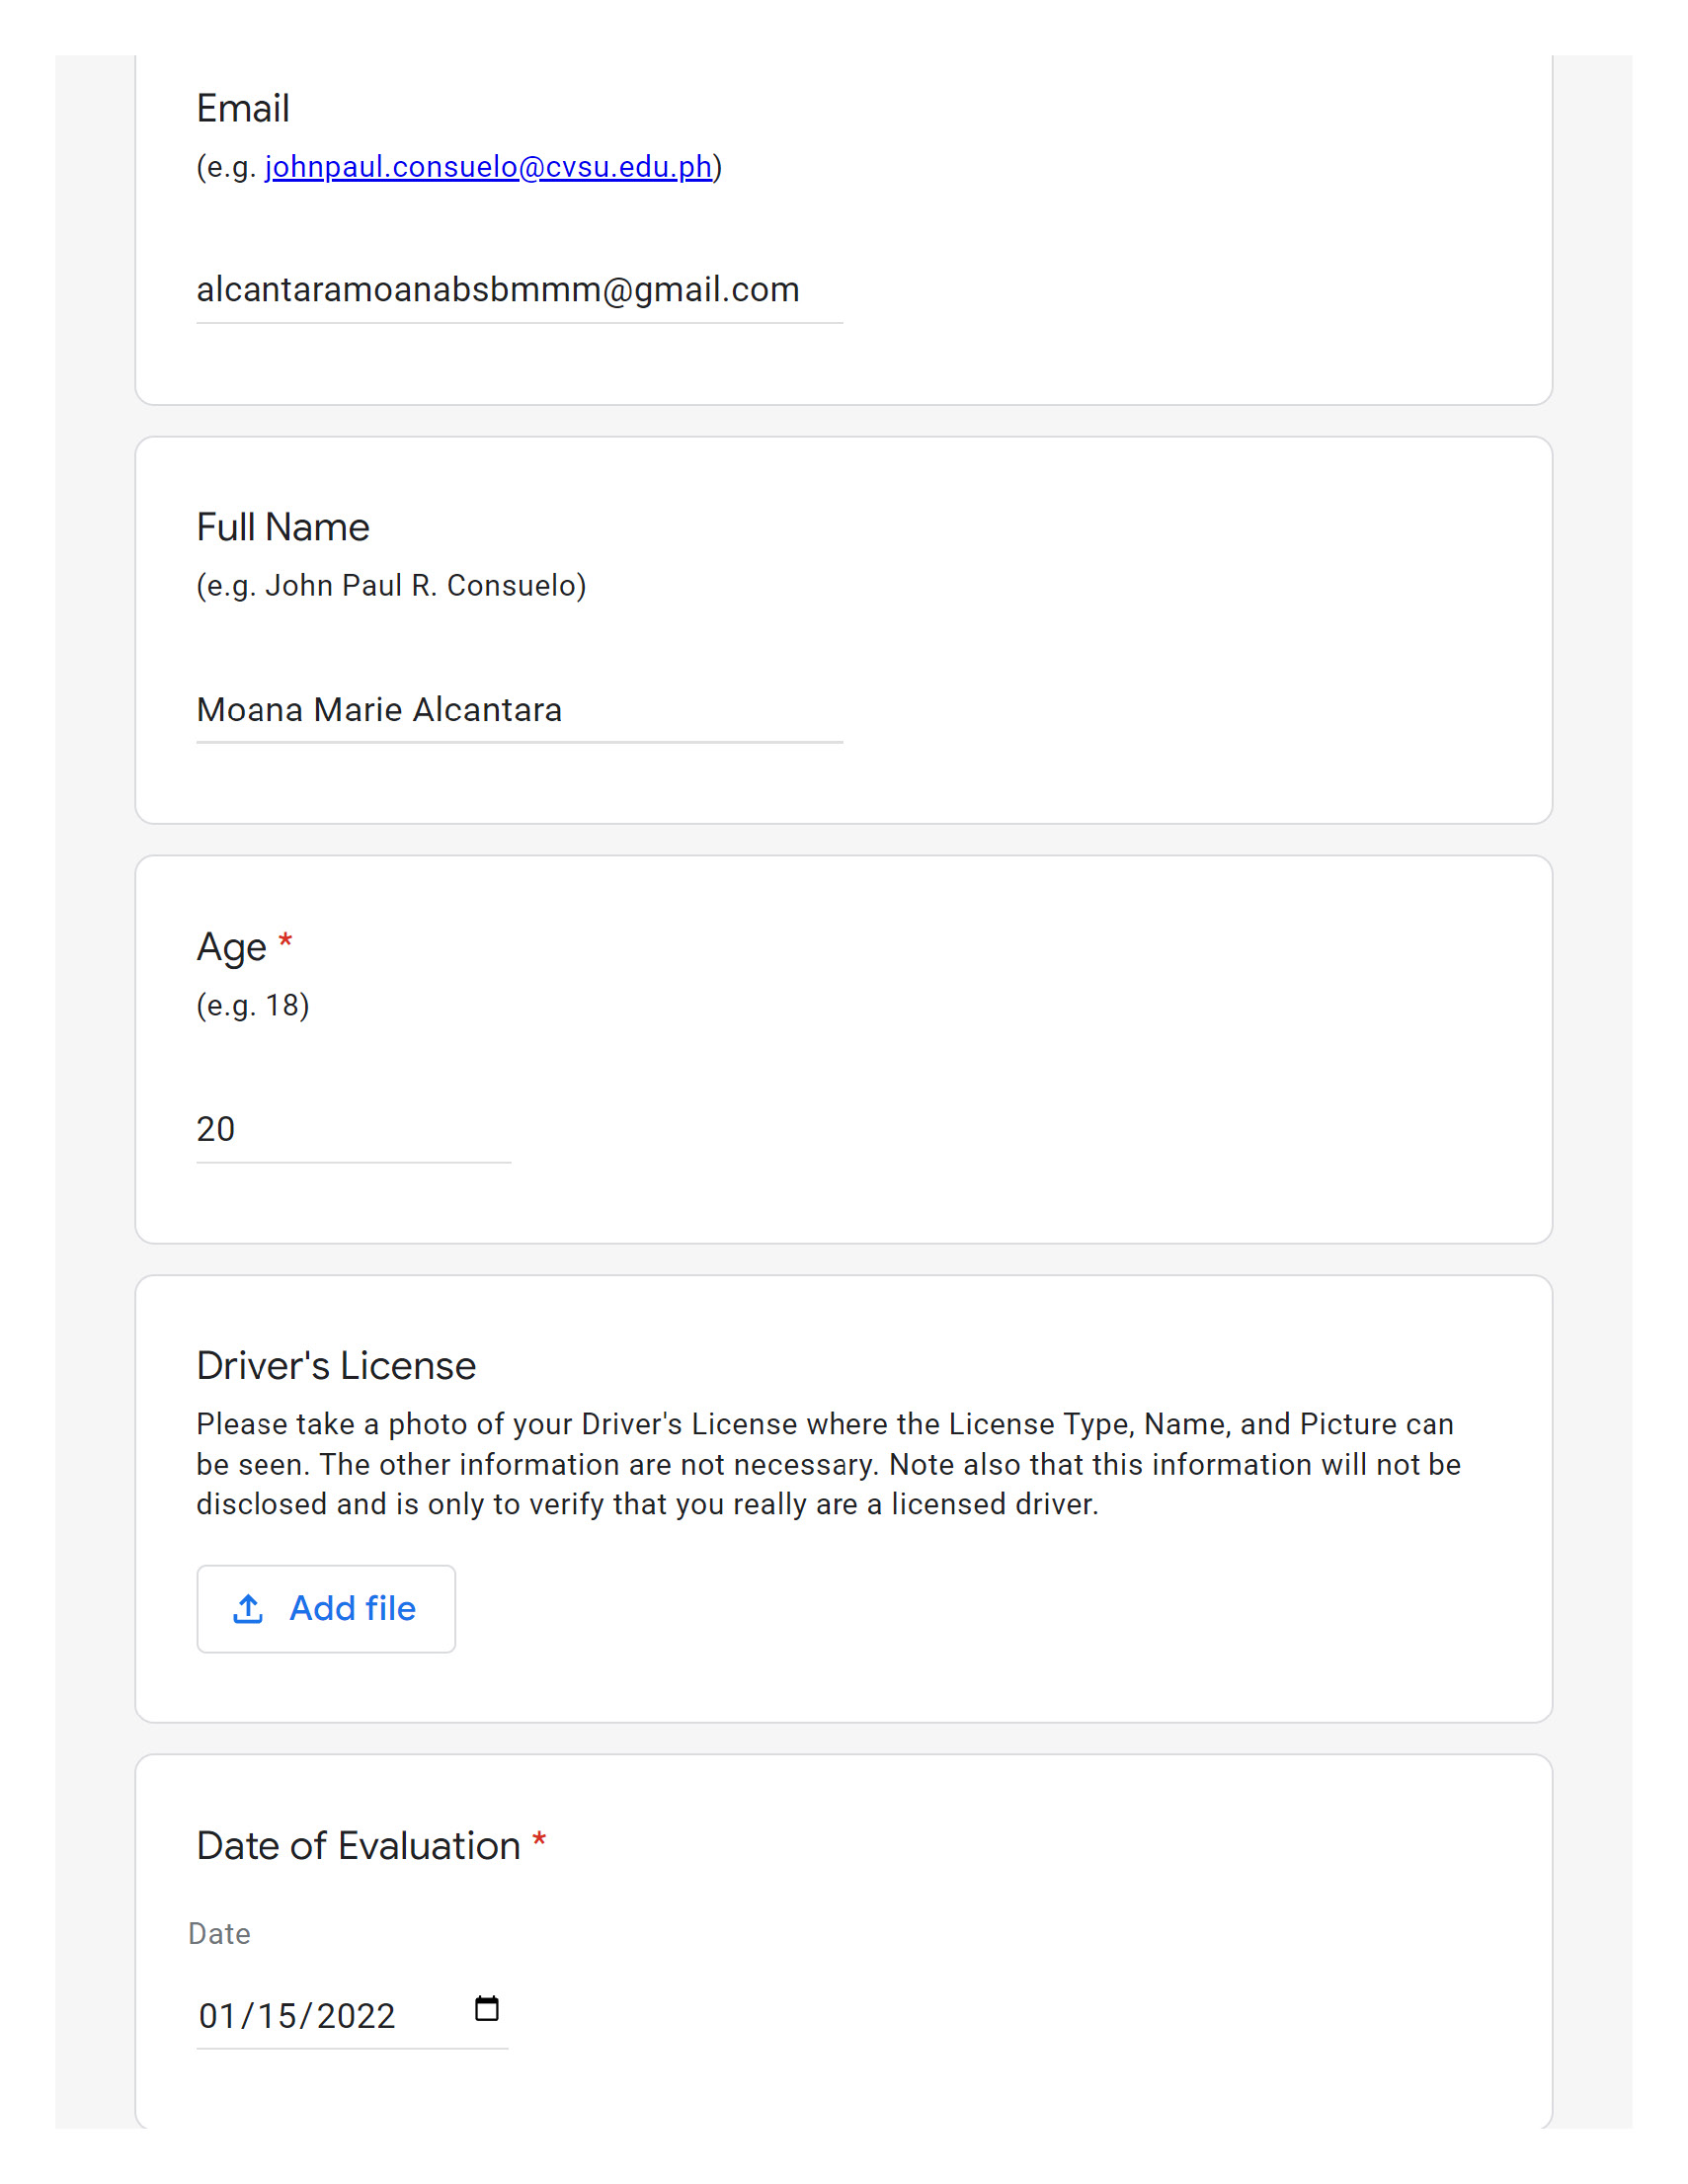 Email
(e.g. johnpaul.consuelo@cvsu.edu.ph)
alcantaramoanabsbmmm@gmail.com
Full Name
(e.g. John Paul R. Consuelo)
Moana Marie Alcantara
Age *
(e.g. 18)
20
Driver's License
Please take a photo of your Driver's License where the License Type, Name, and Picture can
be seen. The other information are not necessary. Note also that this information will not be
disclosed and is only to verify that you really are a licensed driver.
Add file
Date of Evaluation *
Date
01/15/2022